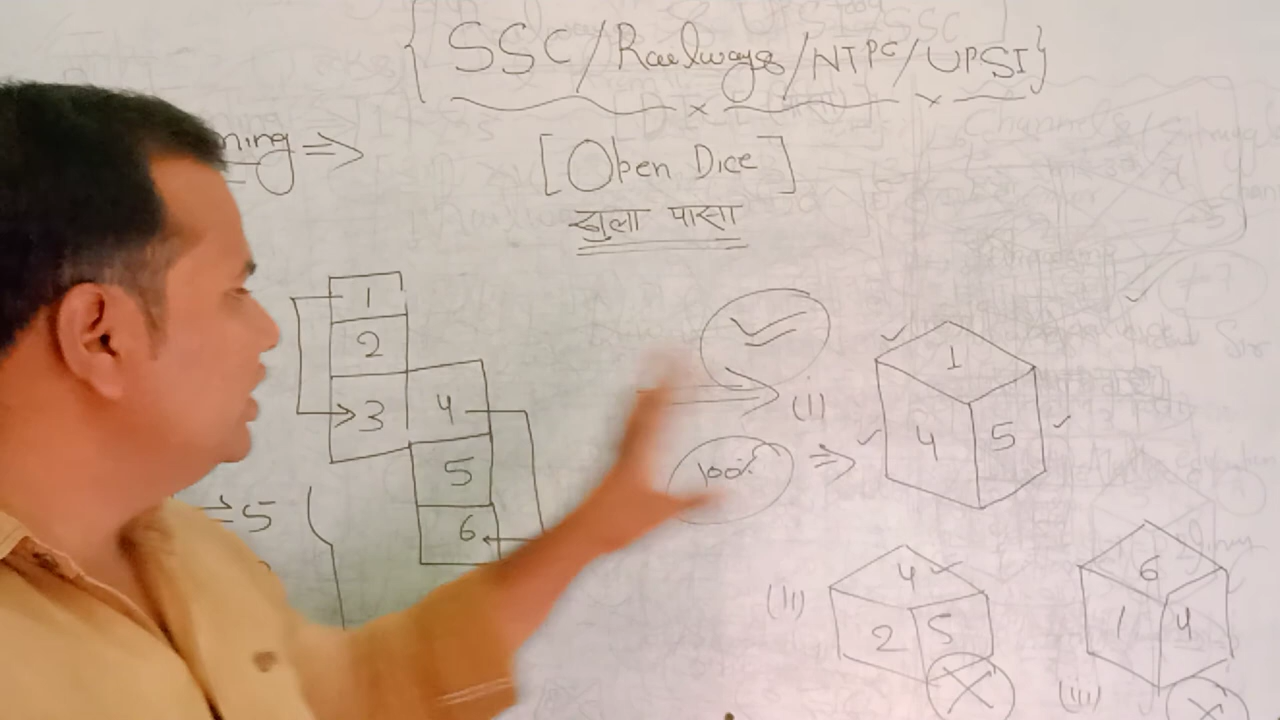 {SSC/Railways/NTPC/UPSI}
ning ⇒ [Open Dice]
खुला पासा
1
2
3 4
5
6
⇒ 5
100% ⇒
(i)
1
4 5
(ii)
4
2 5
(iii)
6
1 4